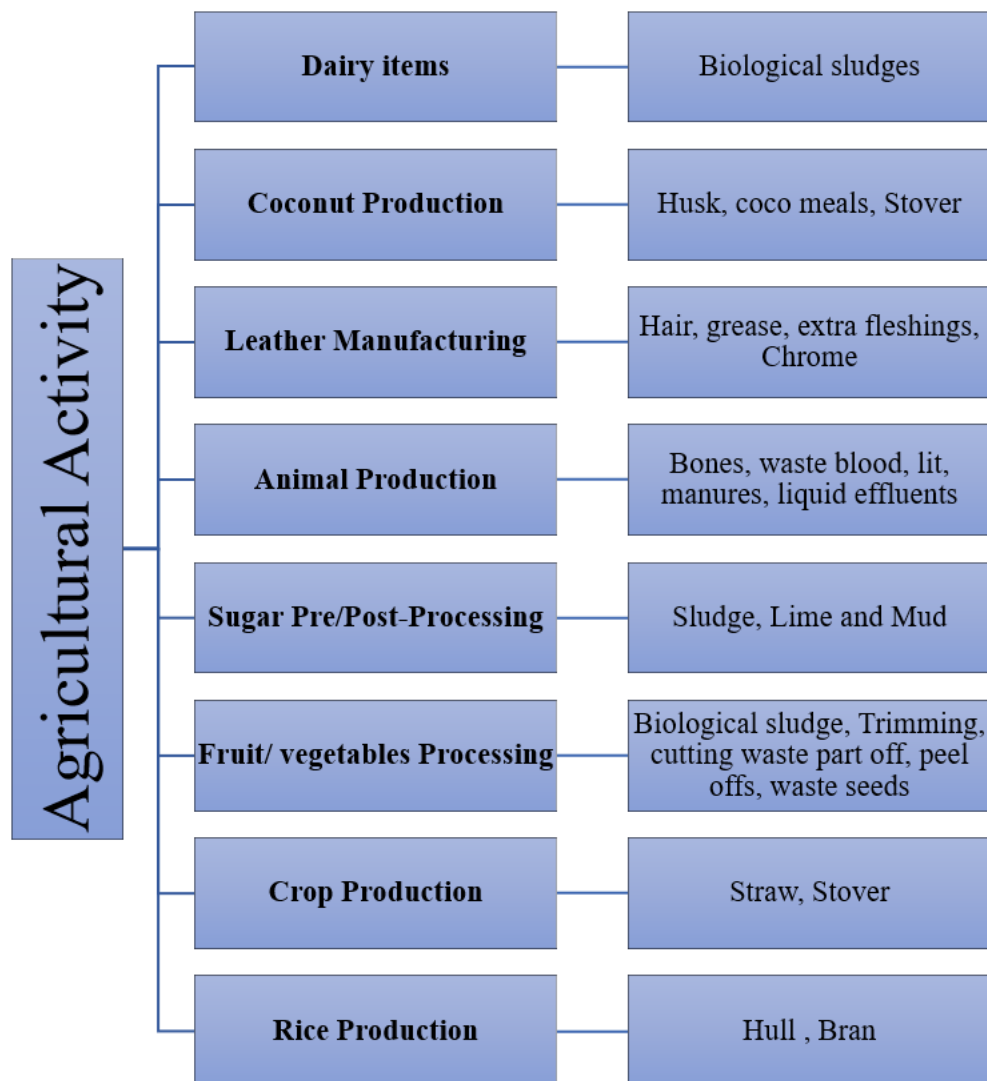 Agricultural Activity
Dairy items
Biological sludges
Coconut Production
Husk, coco meals, Stover
Leather Manufacturing
Hair, grease, extra fleshings,
Chrome
Animal Production
Bones, waste blood, lit,
manures, liquid effluents
Sugar Pre/Post-Processing
Sludge, Lime and Mud
Fruit/ vegetables Processing
Biological sludge, Trimming,
cutting waste part off, peel
offs, waste seeds
Crop Production
Straw, Stover
Rice Production
Hull , Bran